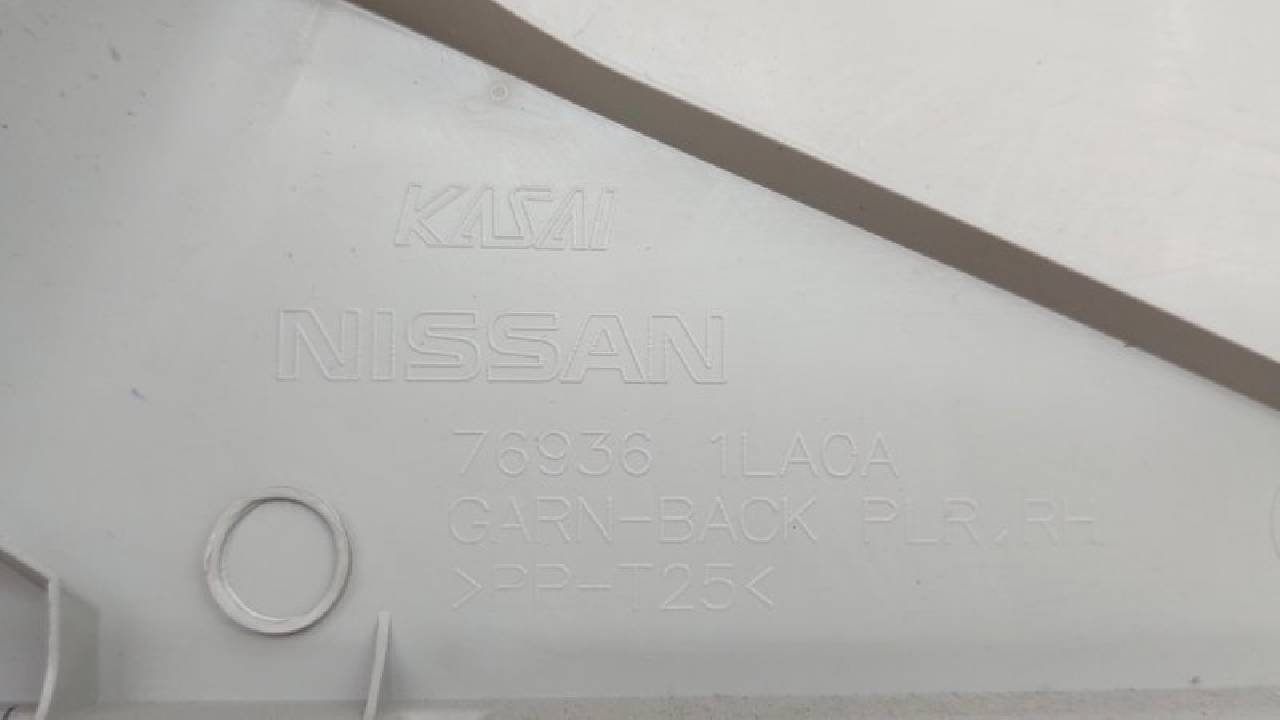 KASAI
NISSAN
76936 1LA0A
GARN-BACK PLR,RH
>PP-T25<